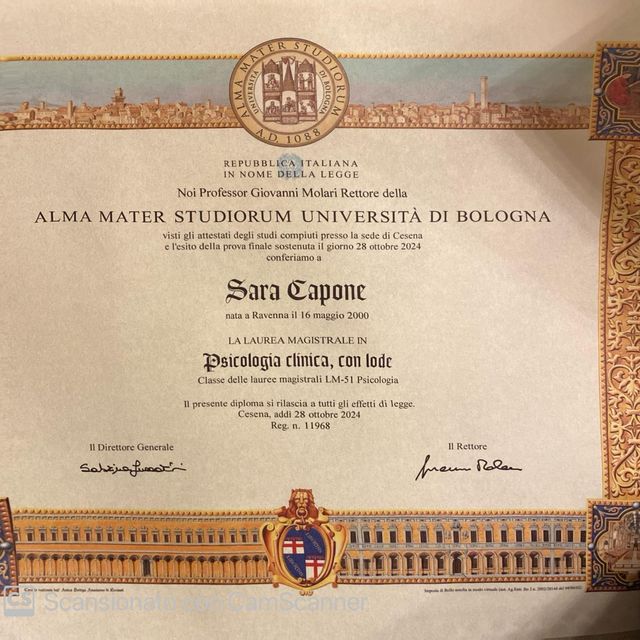 ALMA MATER STUDIORUM
UNIVERSITÀ DI BOLOGNA
A.D. 1088
REPUBBLICA ITALIANA
IN NOME DELLA LEGGE
Noi Professor Giovanni Molari Rettore della
ALMA MATER STUDIORUM UNIVERSITÀ DI BOLOGNA
visti gli attestati degli studi compiuti presso la sede di Cesena
e l'esito della prova finale sostenuta il giorno 28 ottobre 2024
conferiamo a
Sara Capone
nata a Ravenna il 16 maggio 2000
LA LAUREA MAGISTRALE IN
Psicologia clinica, con lode
Classe delle lauree magistrali LM-51 Psicologia
Il presente diploma si rilascia a tutti gli effetti di legge.
Cesena, addì 28 ottobre 2024
Reg. n. 11968
Il Direttore Generale
Il Rettore
CS Scansionato con CamScanner